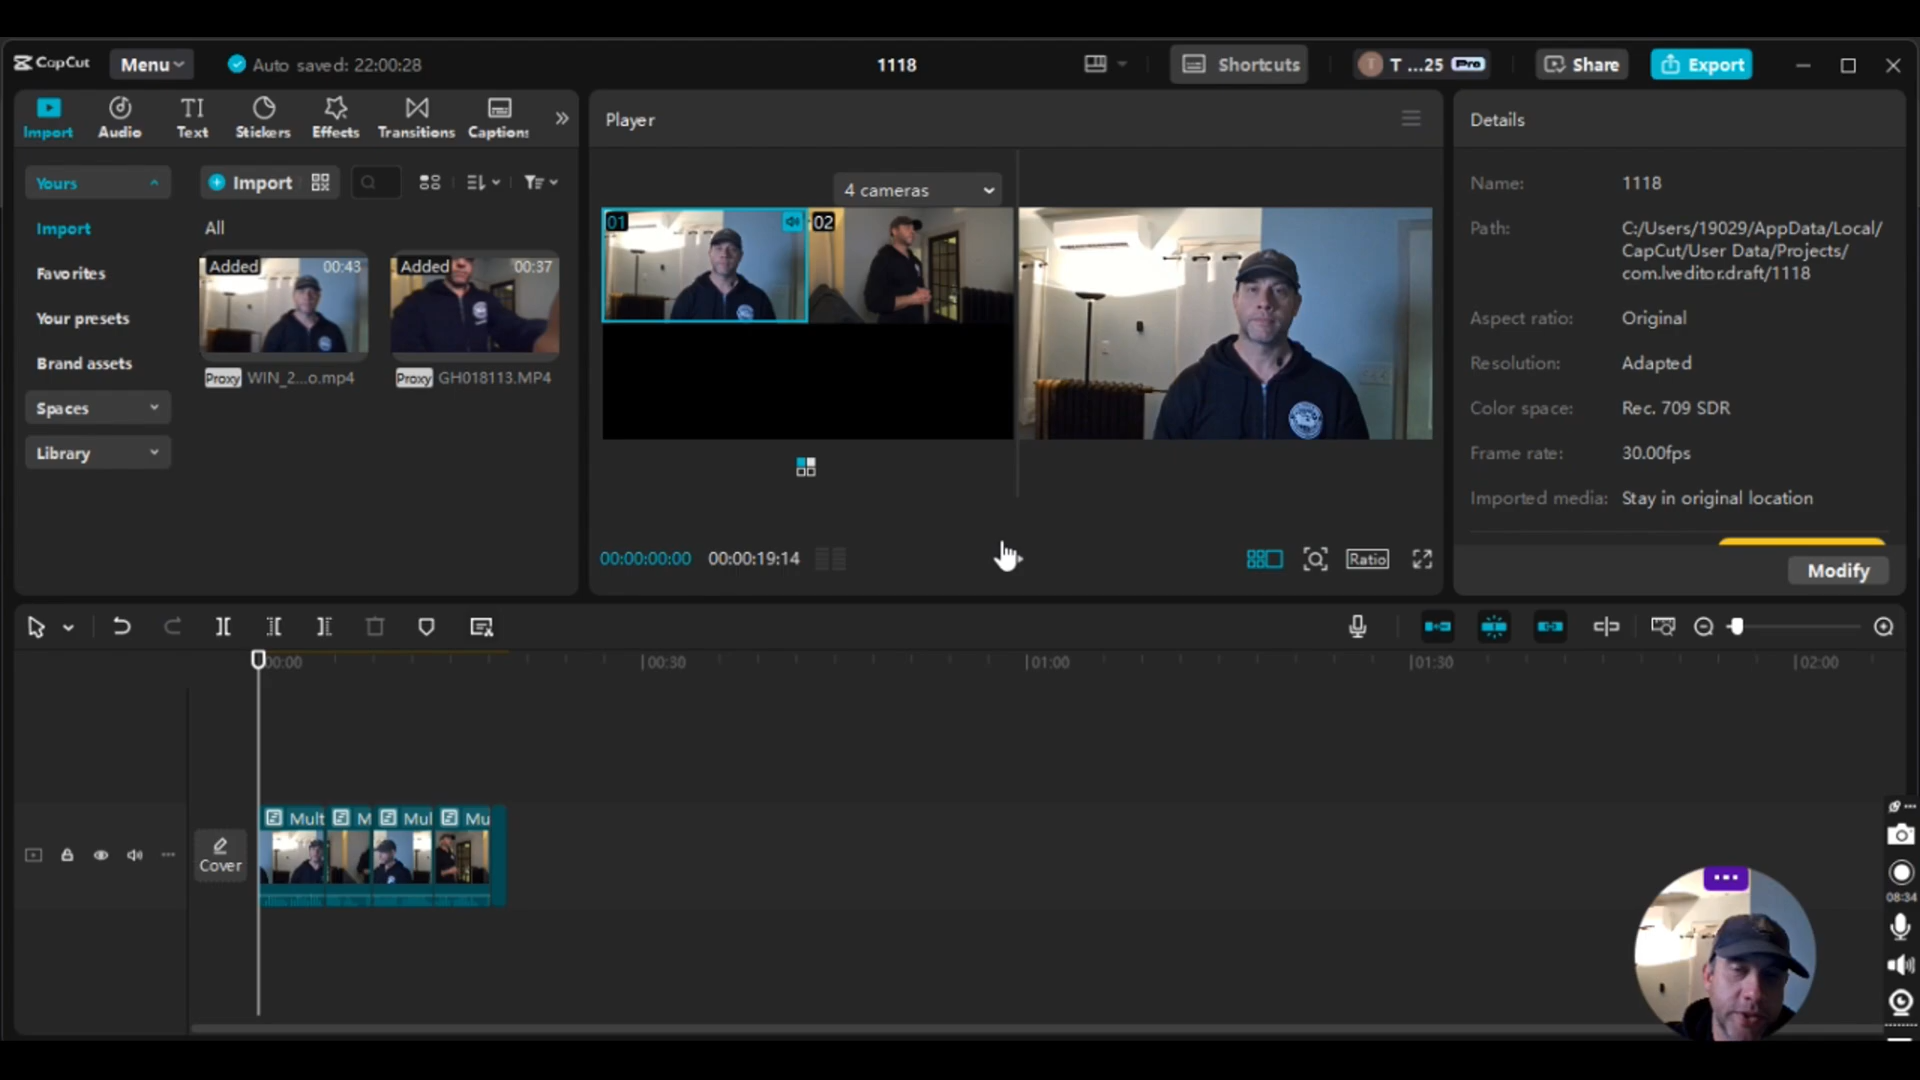 CapCut
Menu
Auto saved: 22:00:28
1118
Shortcuts
T ...25 Pro
Share
Export
Import
Audio
TI
Text
Stickers
Effects
Transitions
Captions
Player
Details
Yours
Import
Favorites
Your presets
Brand assets
Spaces
Library
Import
All
Added 00:43
Added 00:37
Proxy WIN_2...o.mp4
Proxy GH018113.MP4
4 cameras
01
02
00:00:00:00 00:00:19:14
Ratio
Name: 1118
Path: C:/Users/19029/AppData/Local/
CapCut/User Data/Projects/
com.lveditor.draft/1118
Aspect ratio: Original
Resolution: Adapted
Color space: Rec. 709 SDR
Frame rate: 30.00fps
Imported media: Stay in original location
Modify
00:00 00:30 01:00 01:30 02:00
Cover
Mult M Mul Mu
08:34